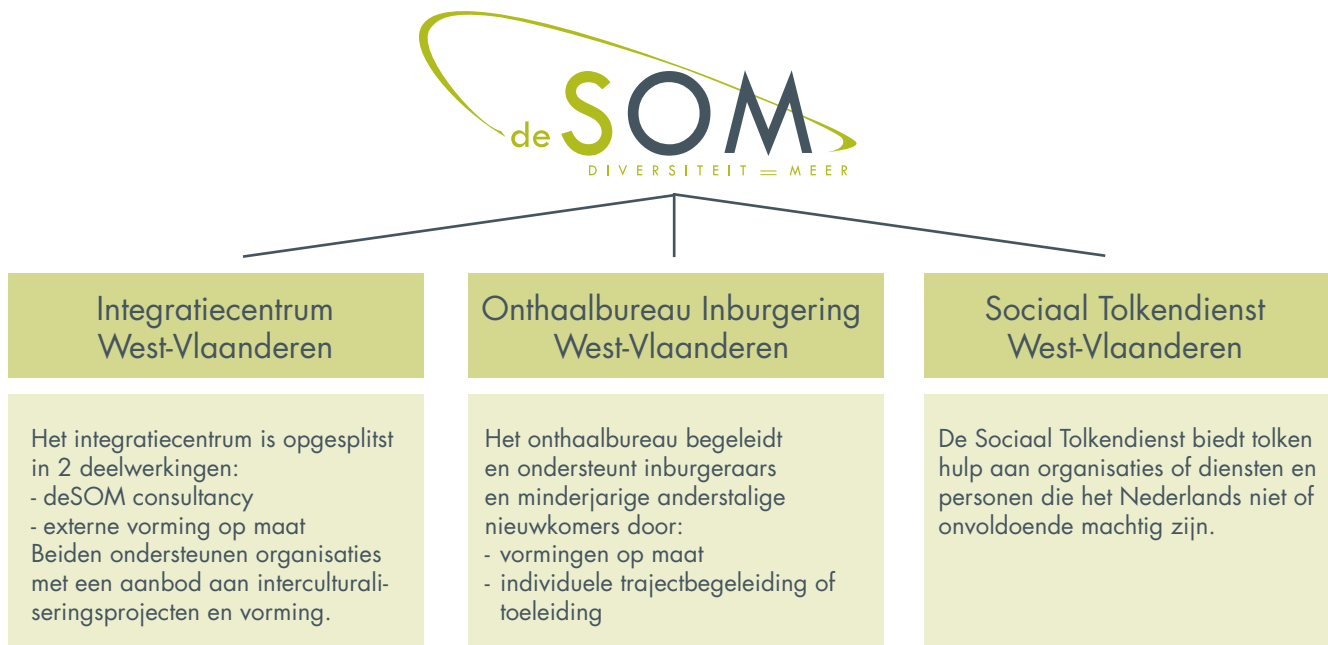 de SOM
DIVERSITEIT = MEER
Integratiecentrum
West-Vlaanderen
Het integratiecentrum is opgesplitst
in 2 deelwerkingen:
- deSOM consultancy
- externe vorming op maat
Beiden ondersteunen organisaties
met een aanbod aan interculturali-
seringsprojecten en vorming.
Onthaalbureau Inburgering
West-Vlaanderen
Het onthaalbureau begeleidt
en ondersteunt inburgeraars
en minderjarige anderstalige
nieuwkomers door:
- vormingen op maat
- individuele trajectbegeleiding of
toeleiding
Sociaal Tolkendienst
West-Vlaanderen
De Sociaal Tolkendienst biedt tolken
hulp aan organisaties of diensten en
personen die het Nederlands niet of
onvoldoende machtig zijn.